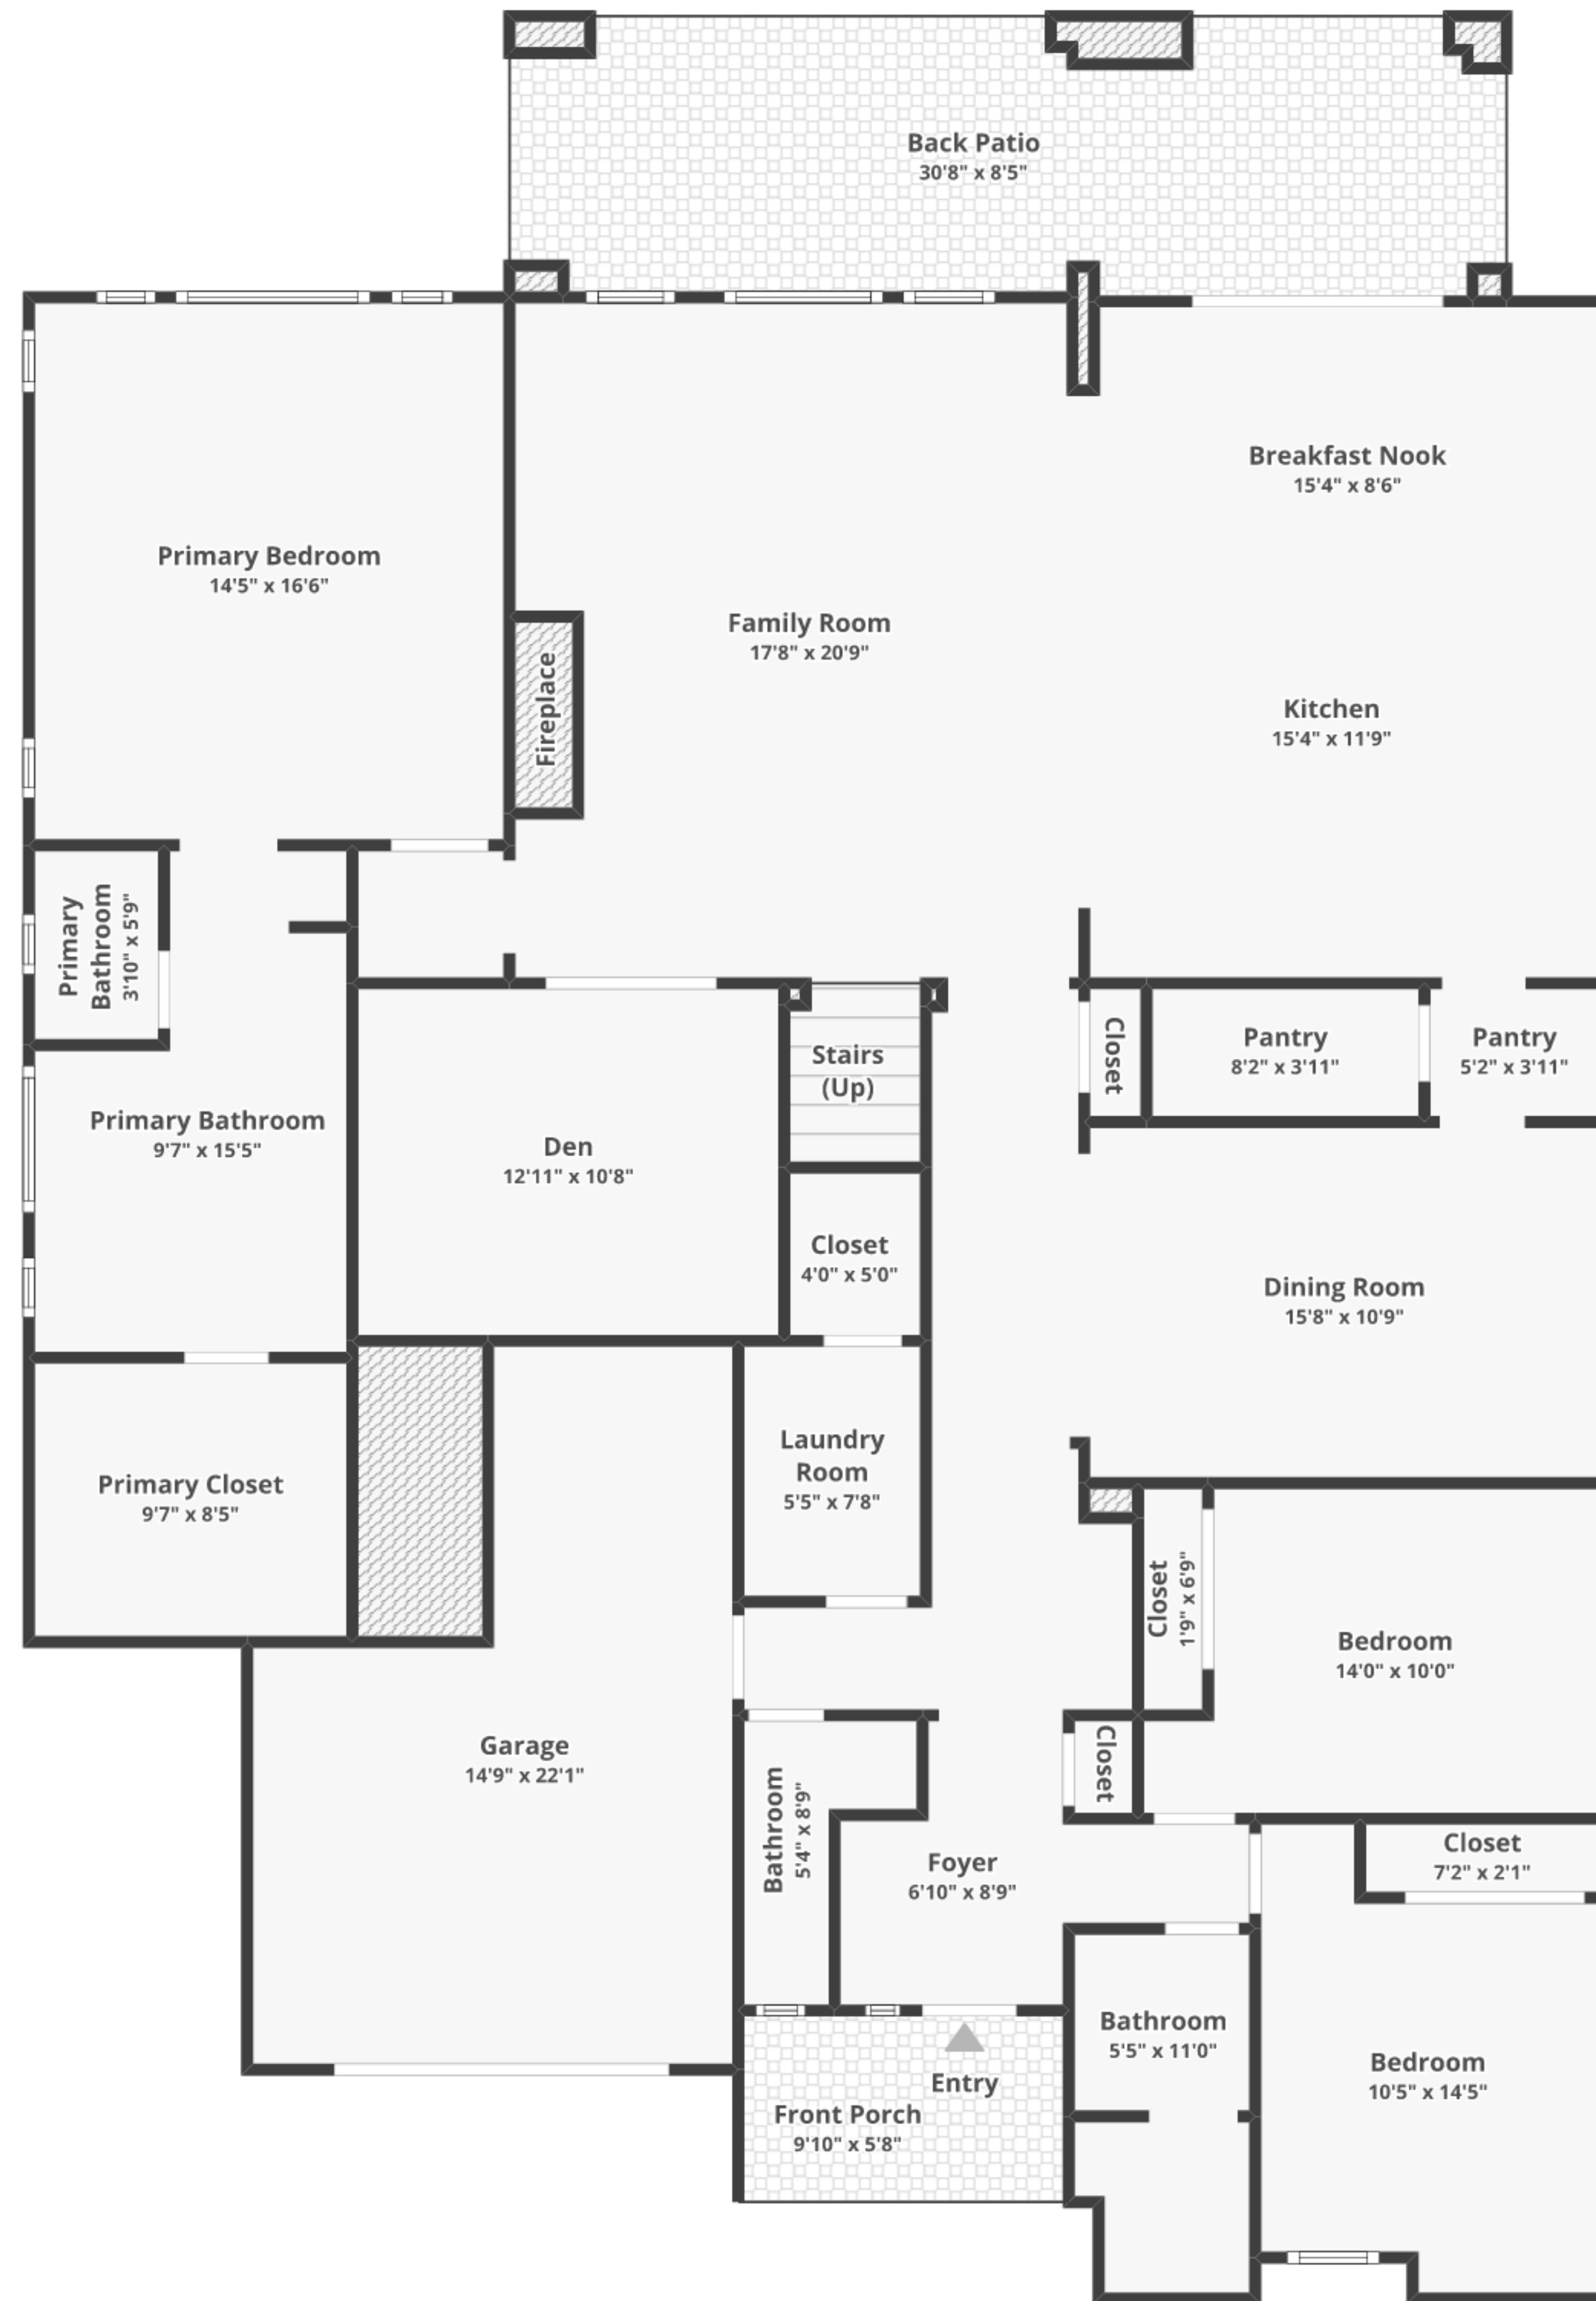 Back Patio
30'8" x 8'5"
Breakfast Nook
15'4" x 8'6"
Primary Bedroom
14'5" x 16'6"
Family Room
17'8" x 20'9"
Fireplace
Kitchen
15'4" x 11'9"
Primary
Bathroom
3'10" x 5'9"
Stairs
(Up)
Closet
Pantry
8'2" x 3'11"
Pantry
5'2" x 3'11"
Primary Bathroom
9'7" x 15'5"
Den
12'11" x 10'8"
Closet
4'0" x 5'0"
Dining Room
15'8" x 10'9"
Primary Closet
9'7" x 8'5"
Laundry
Room
5'5" x 7'8"
Closet
1'9" x 6'9"
Bedroom
14'0" x 10'0"
Garage
14'9" x 22'1"
Closet
Bathroom
5'4" x 8'9"
Foyer
6'10" x 8'9"
Closet
7'2" x 2'1"
Bathroom
5'5" x 11'0"
Bedroom
10'5" x 14'5"
Entry
Front Porch
9'10" x 5'8"